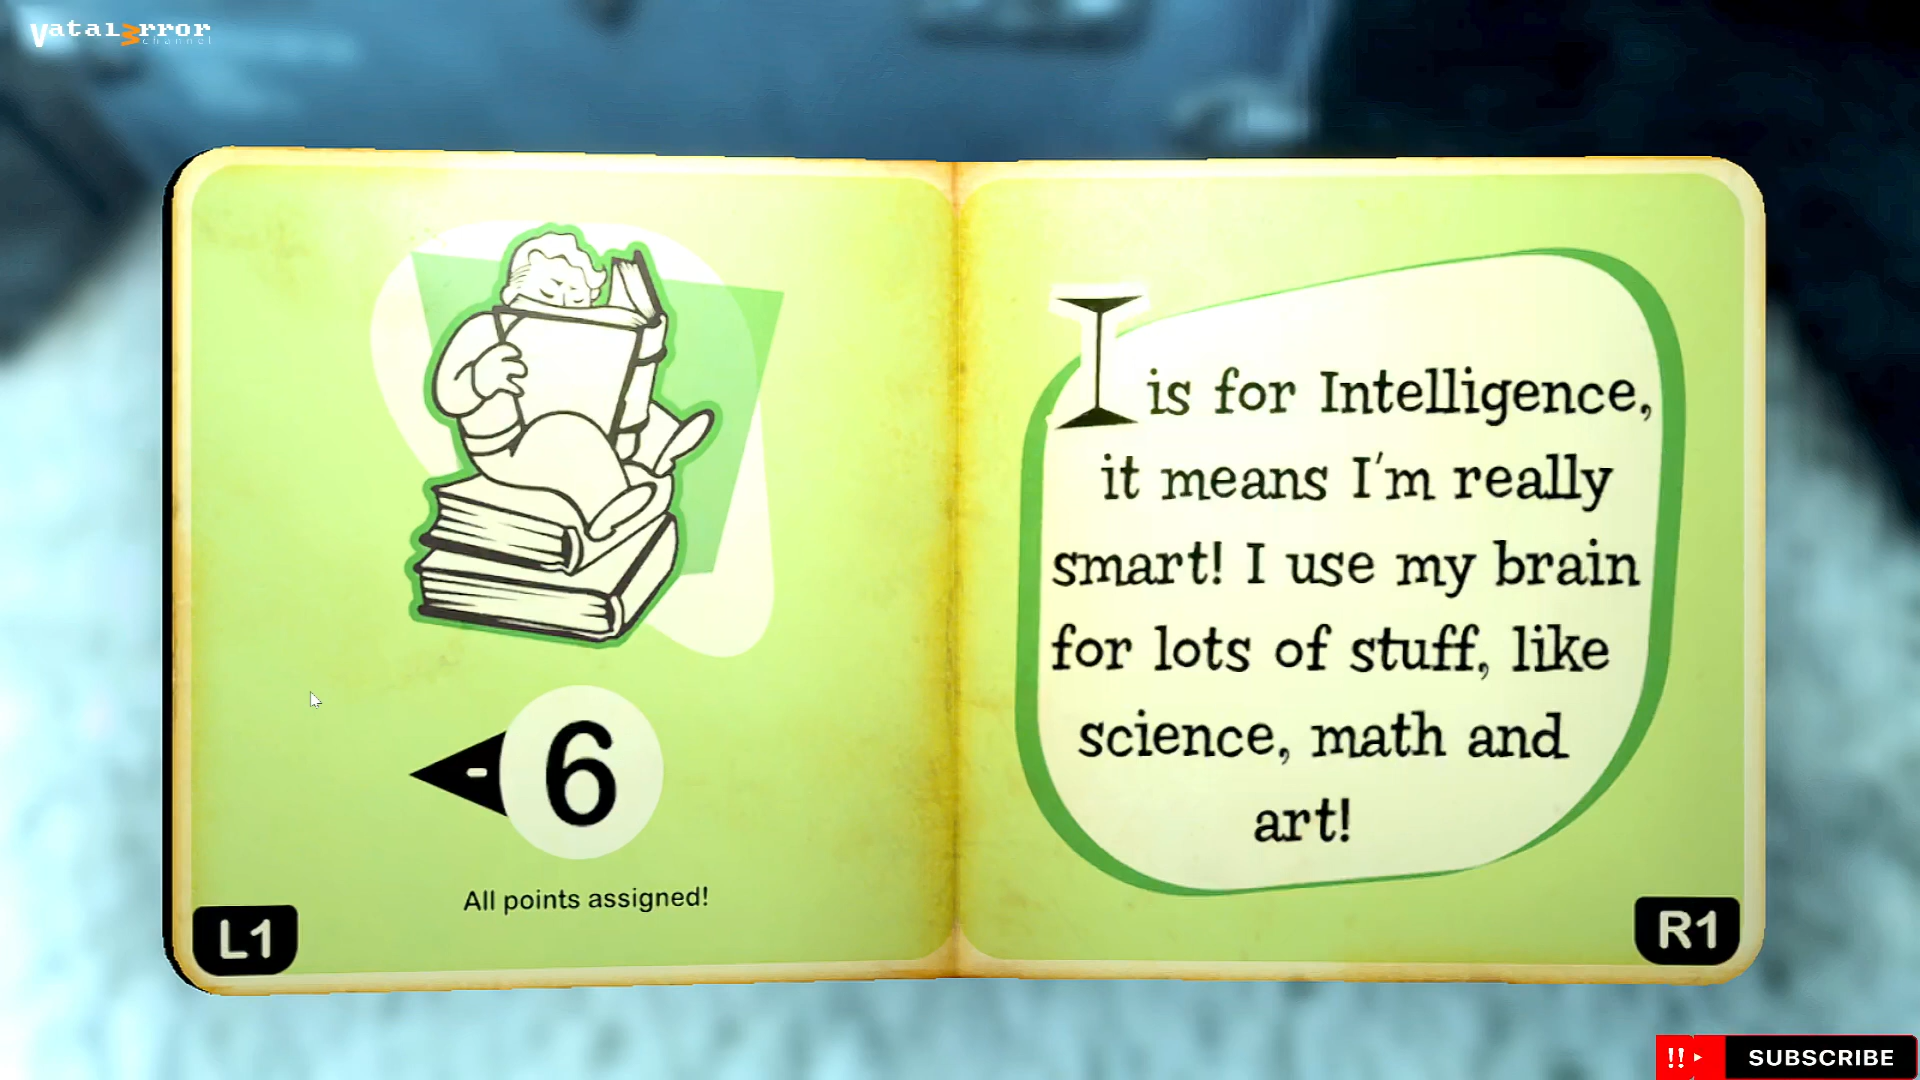 Vatalerror
channel
I is for Intelligence,
it means I'm really
smart! I use my brain
for lots of stuff, like
science, math and
art!
- 6
All points assigned!
L1
R1
!! SUBSCRIBE